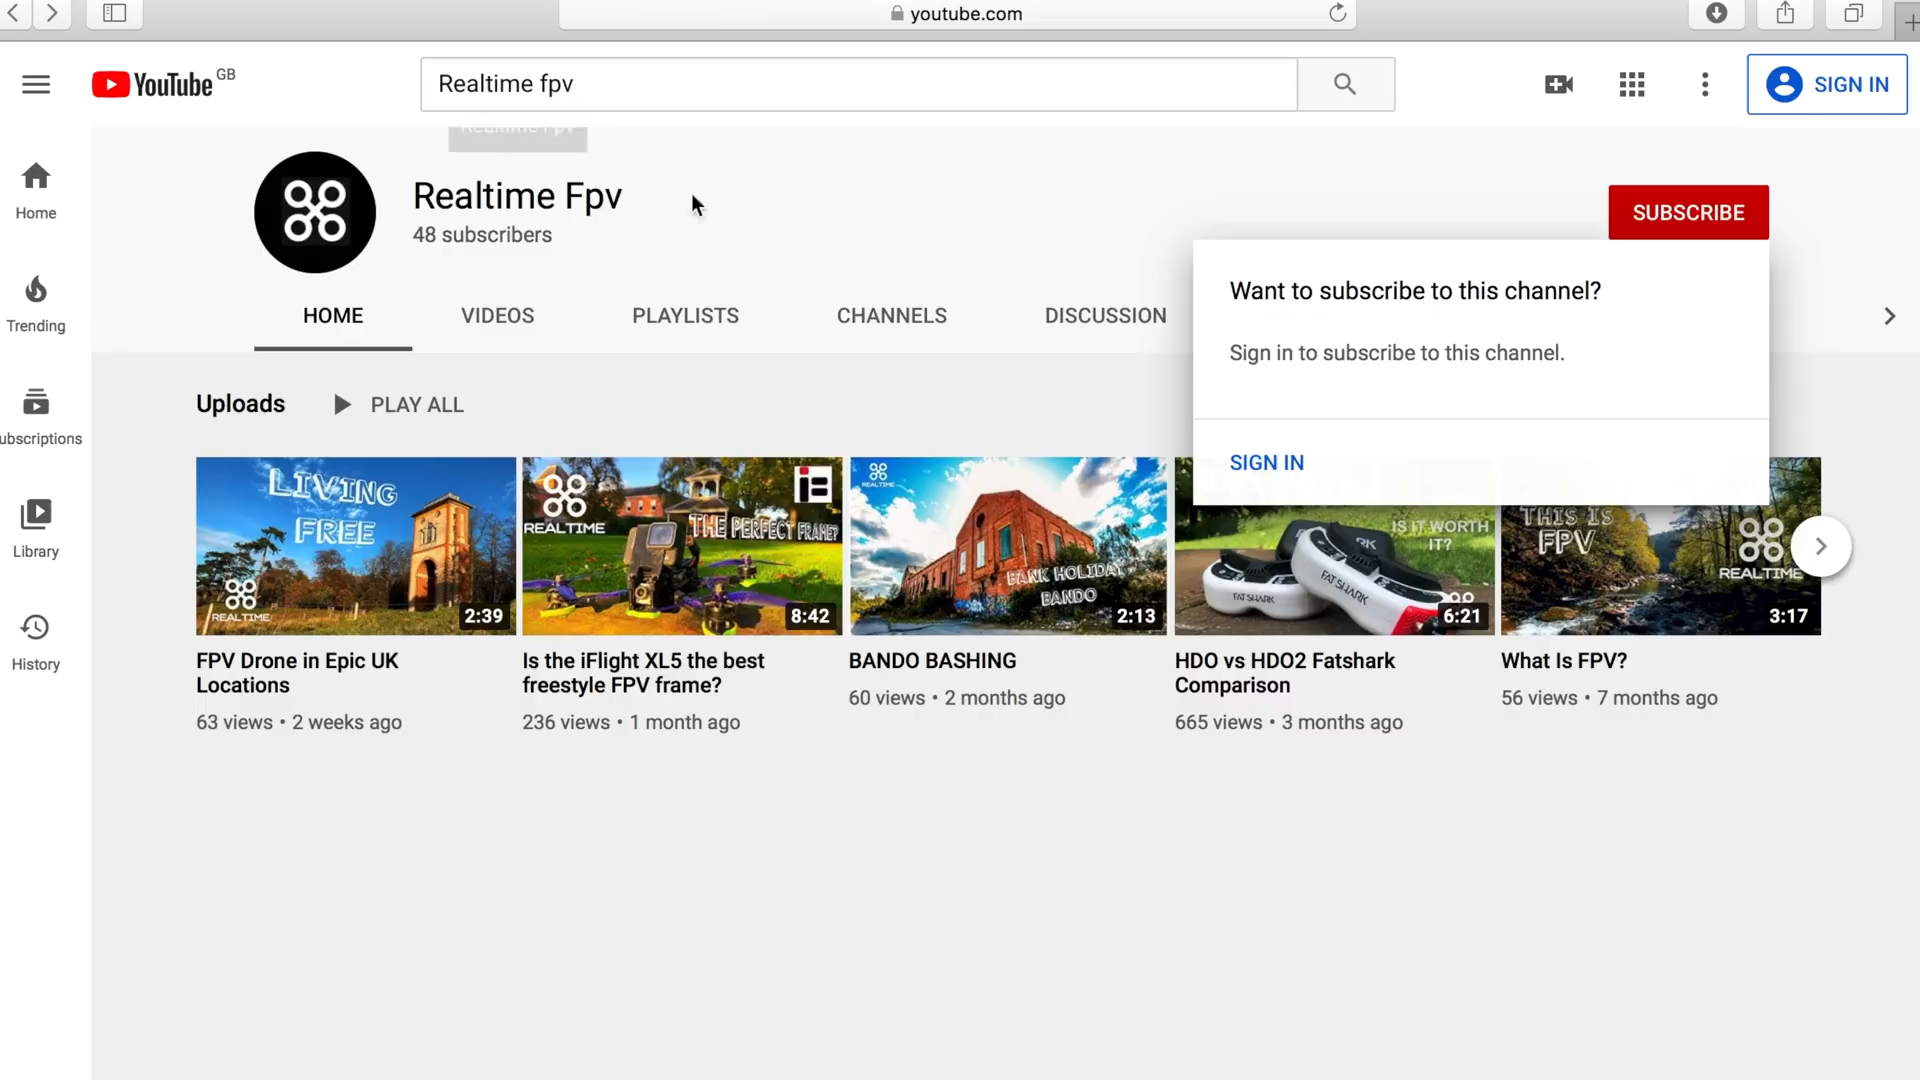 youtube.com
YouTube GB
Realtime fpv
SIGN IN
Realtime Fpv
Realtime Fpv
48 subscribers
SUBSCRIBE
Want to subscribe to this channel?
Sign in to subscribe to this channel.
SIGN IN
HOME
VIDEOS
PLAYLISTS
CHANNELS
DISCUSSION
Home
Trending
ubscriptions
Library
History
Uploads
PLAY ALL
LIVING
FREE
REALTIME
2:39
REALTIME
THE PERFECT FRAME?
8:42
REALTIME
BANK HOLIDAY
BANDO
2:13
IS IT WORTH
IT?
FAT SHARK
FAT SHARK
6:21
THIS IS
FPV
REALTIME
3:17
FPV Drone in Epic UK
Locations
63 views • 2 weeks ago
Is the iFlight XL5 the best
freestyle FPV frame?
236 views • 1 month ago
BANDO BASHING
60 views • 2 months ago
HDO vs HDO2 Fatshark
Comparison
665 views • 3 months ago
What Is FPV?
56 views • 7 months ago